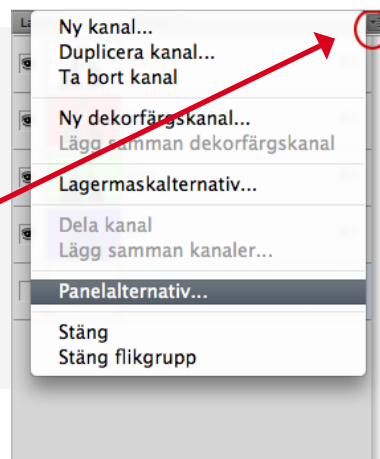 Ny kanal...
Duplicera kanal...
Ta bort kanal
Ny dekorfärgskanal...
Lägg samman dekorfärgskanal
Lagermaskalternativ...
Dela kanal
Lägg samman kanaler...
Panelalternativ...
Stäng
Stäng flikgrupp